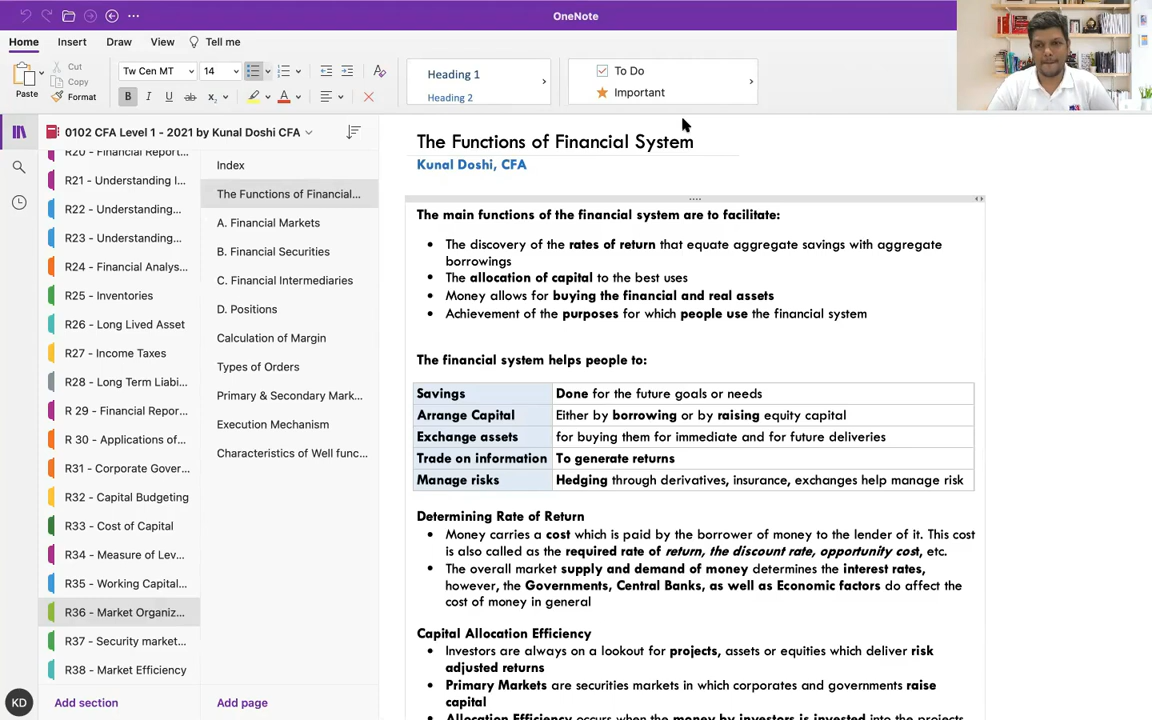 OneNote
Home Insert Draw View Tell me
Paste
Cut
Copy
Format
Tw Cen MT 14
B I U ab x₂ A
Heading 1
Heading 2
To Do
Important
0102 CFA Level 1 - 2021 by Kunal Doshi CFA
R20 - Financial Report...
R21 - Understanding I...
R22 - Understanding...
R23 - Understanding...
R24 - Financial Analys...
R25 - Inventories
R26 - Long Lived Asset
R27 - Income Taxes
R28 - Long Term Liabi...
R 29 - Financial Repor...
R 30 - Applications of...
R31 - Corporate Gover...
R32 - Capital Budgeting
R33 - Cost of Capital
R34 - Measure of Lev...
R35 - Working Capital...
R36 - Market Organiz...
R37 - Security market...
R38 - Market Efficiency
KD
Add section
Index
The Functions of Financial...
A. Financial Markets
B. Financial Securities
C. Financial Intermediaries
D. Positions
Calculation of Margin
Types of Orders
Primary & Secondary Mark...
Execution Mechanism
Characteristics of Well func...
Add page
The Functions of Financial System
Kunal Doshi, CFA
The main functions of the financial system are to facilitate:
• The discovery of the rates of return that equate aggregate savings with aggregate
borrowings
• The allocation of capital to the best uses
• Money allows for buying the financial and real assets
• Achievement of the purposes for which people use the financial system
The financial system helps people to:
Savings Done for the future goals or needs
Arrange Capital Either by borrowing or by raising equity capital
Exchange assets for buying them for immediate and for future deliveries
Trade on information To generate returns
Manage risks Hedging through derivatives, insurance, exchanges help manage risk
Determining Rate of Return
• Money carries a cost which is paid by the borrower of money to the lender of it. This cost
is also called as the required rate of return, the discount rate, opportunity cost, etc.
• The overall market supply and demand of money determines the interest rates,
however, the Governments, Central Banks, as well as Economic factors do affect the
cost of money in general
Capital Allocation Efficiency
• Investors are always on a lookout for projects, assets or equities which deliver risk
adjusted returns
• Primary Markets are securities markets in which corporates and governments raise
capital
• Allocation Efficiency occurs when the money by investors is invested into the projects